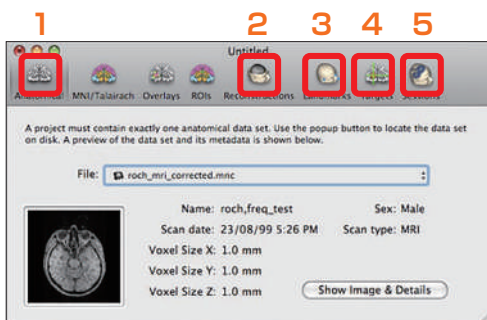 1 2 3 4 5
Untitled
Anatomical MNI/Talairach Overlays ROIs Reconstructions Landmarks Targets Sessions
A project must contain exactly one anatomical data set. Use the popup button to locate the data set
on disk. A preview of the data set and its metadata is shown below.
File: roch_mri_corrected.mnc
Name: roch,freq_test Sex: Male
Scan date: 23/08/99 5:26 PM Scan type: MRI
Voxel Size X: 1.0 mm
Voxel Size Y: 1.0 mm
Voxel Size Z: 1.0 mm Show Image & Details